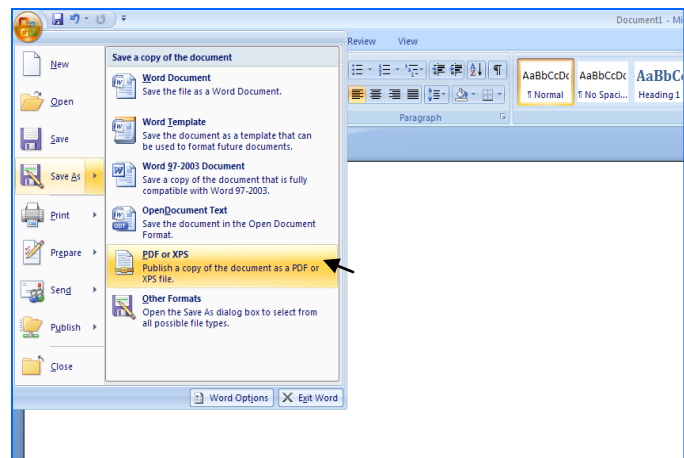 Document1 - Mi
Review View
New
Open
Save
Save As
Print
Prepare
Send
Publish
Close
Save a copy of the document
Word Document
Save the file as a Word Document.
Word Template
Save the document as a template that can
be used to format future documents.
Word 97-2003 Document
Save a copy of the document that is fully
compatible with Word 97-2003.
OpenDocument Text
Save the document in the Open Document
Format.
PDF or XPS
Publish a copy of the document as a PDF or
XPS file.
Other Formats
Open the Save As dialog box to select from
all possible file types.
Word Options Exit Word
AaBbCcDc AaBbCcDc AaBbC
¶ Normal ¶ No Spaci... Heading 1
Paragraph